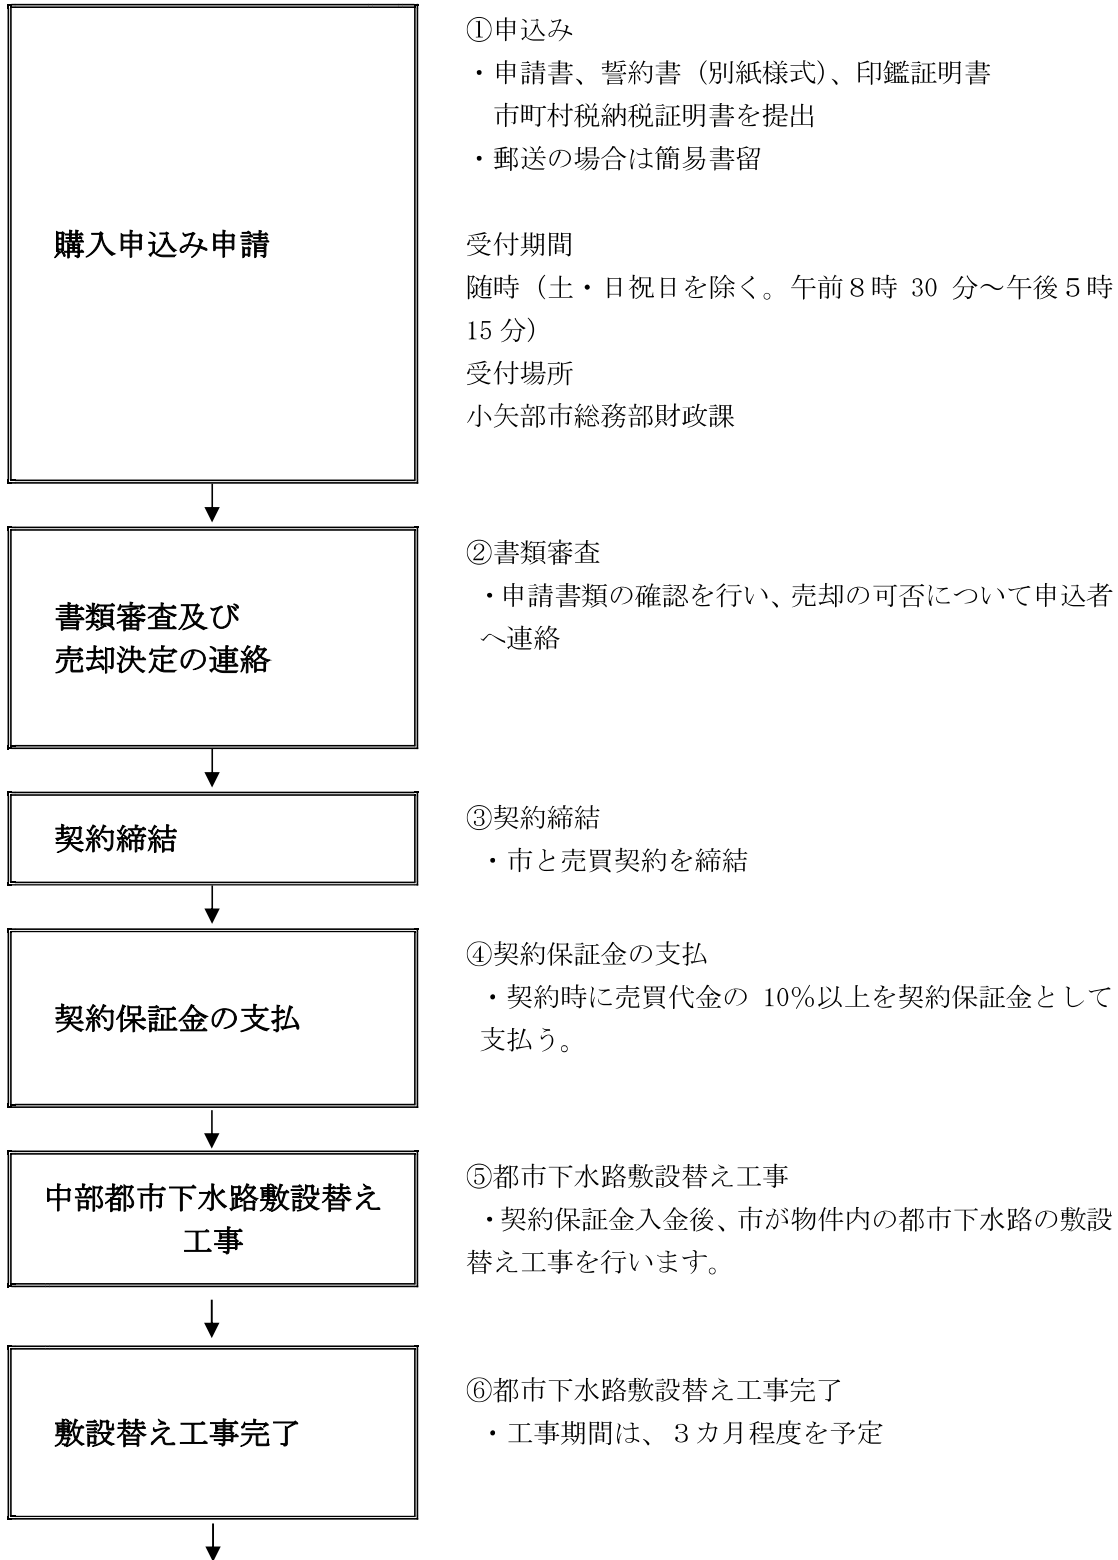 購入申込み申請
①申込み
・申請書、誓約書（別紙様式）、印鑑証明書
市町村税納税証明書を提出
・郵送の場合は簡易書留
受付期間
随時（土・日祝日を除く。午前８時 30 分～午後５時
15 分）
受付場所
小矢部市総務部財政課
書類審査及び
売却決定の連絡
②書類審査
・申請書類の確認を行い、売却の可否について申込者
へ連絡
契約締結
③契約締結
・市と売買契約を締結
契約保証金の支払
④契約保証金の支払
・契約時に売買代金の 10％以上を契約保証金として
支払う。
中部都市下水路敷設替え
工事
⑤都市下水路敷設替え工事
・契約保証金入金後、市が物件内の都市下水路の敷設
替え工事を行います。
敷設替え工事完了
⑥都市下水路敷設替え工事完了
・工事期間は、３カ月程度を予定